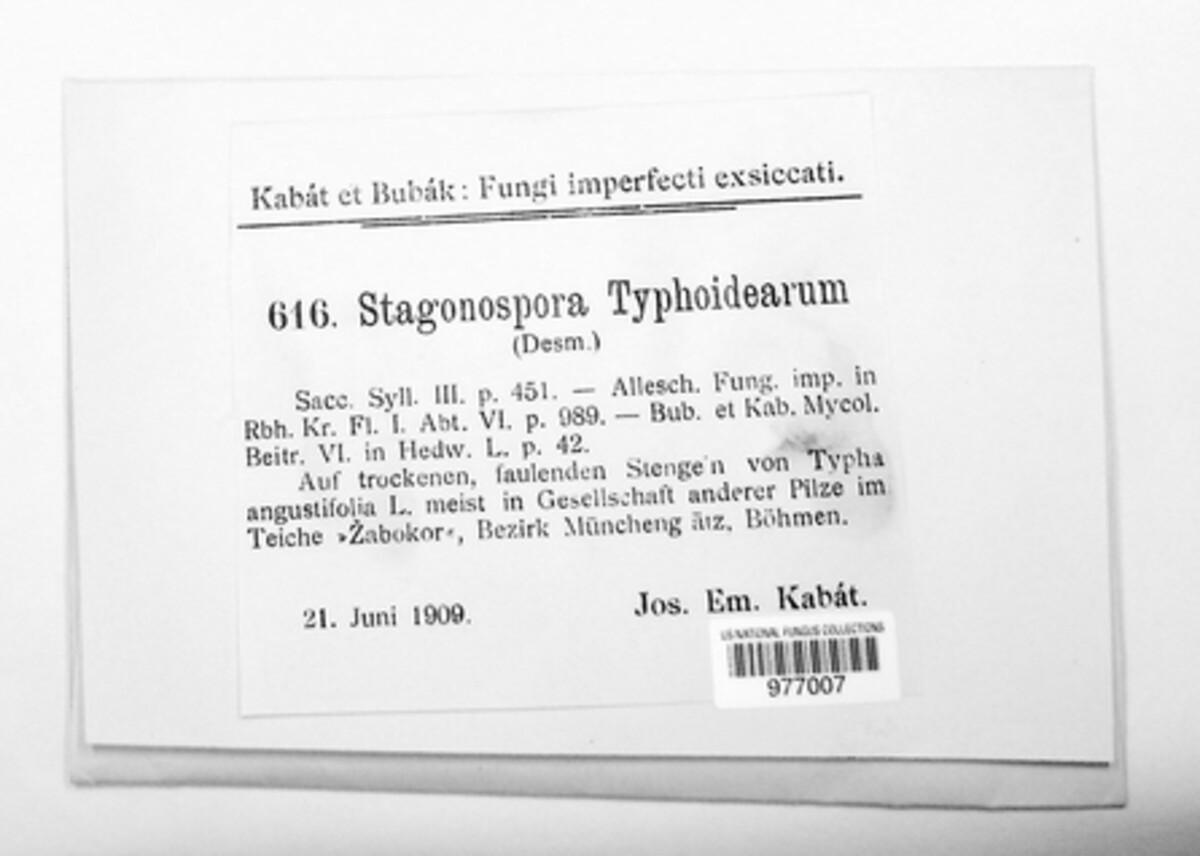 Kabát et Bubák: Fungi imperfecti exsiccati.
616. Stagonospora Typhoidearum
(Desm.)
Sacc. Syll. III. p. 451. — Allesch. Fung. imp. in
Rbh. Kr. Fl. I. Abt. VI. p. 989. — Bub. et Kab. Mycol.
Beitr. VI. in Hedw. L. p. 42.
Auf trockenen, faulenden Stenge'n von Typha
angustifolia L. meist in Gesellschaft anderer Pilze im
Teiche »Žabokor«, Bezirk Müncheng ätz, Böhmen.
21. Juni 1909.
Jos. Em. Kabát.
US NATIONAL FUNGUS COLLECTIONS
977007